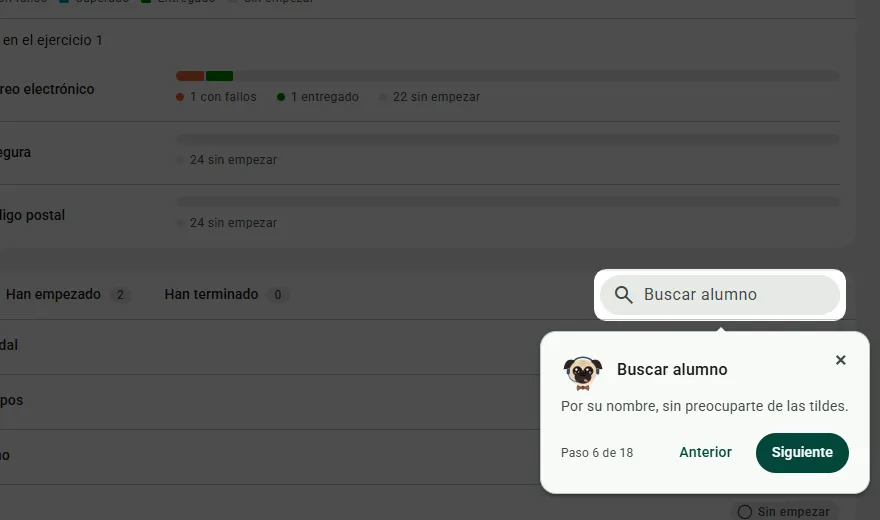 en el ejercicio 1
reo electrónico
1 con fallos 1 entregado 22 sin empezar
egura
24 sin empezar
digo postal
24 sin empezar
Han empezado 2 Han terminado 0
Buscar alumno
dal
Buscar alumno
Por su nombre, sin preocuparte de las tildes.
pos
Paso 6 de 18 Anterior Siguiente
Sin empezar